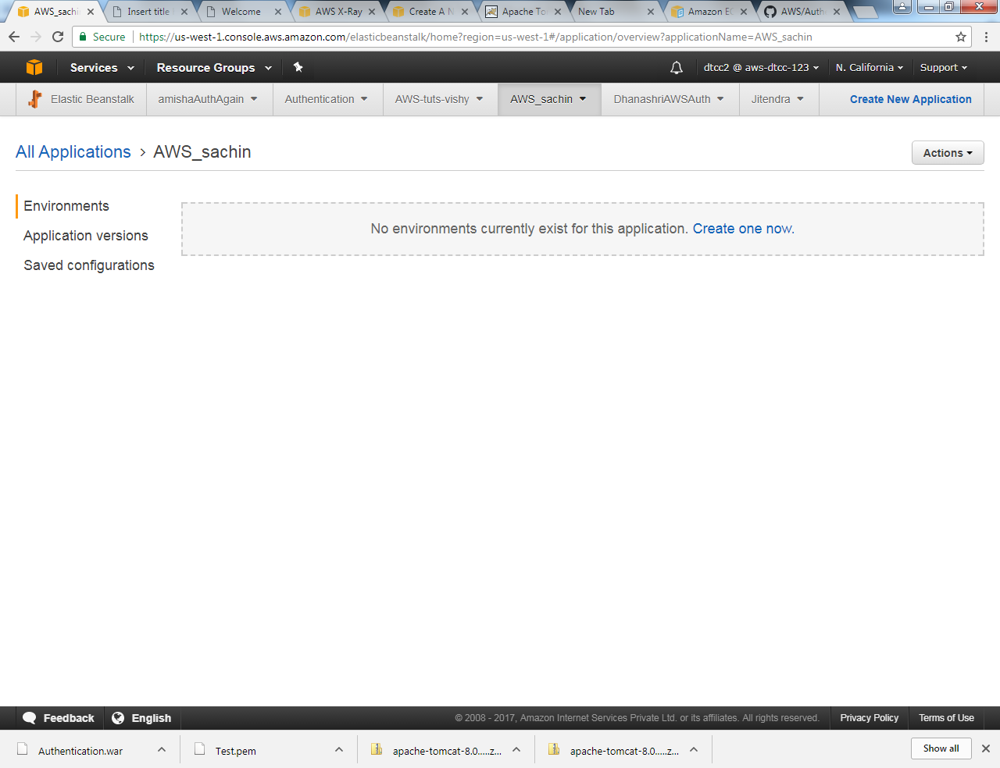 AWS_sachi
Insert title
Welcome
AWS X-Ray
Create A N
Apache To
New Tab
Amazon EC
AWS/Auth
Secure
https://us-west-1.console.aws.amazon.com/elasticbeanstalk/home?region=us-west-1#/application/overview?applicationName=AWS_sachin
Services
Resource Groups
dtcc2 @ aws-dtcc-123
N. California
Support
Elastic Beanstalk
amishaAuthAgain
Authentication
AWS-tuts-vishy
AWS_sachin
DhanashriAWSAuth
Jitendra
Create New Application
All Applications > AWS_sachin
Actions
Environments
Application versions
Saved configurations
No environments currently exist for this application. Create one now.
Feedback
English
© 2008 - 2017, Amazon Internet Services Private Ltd. or its affiliates. All rights reserved.
Privacy Policy
Terms of Use
Authentication.war
Test.pem
apache-tomcat-8.0.....z...
apache-tomcat-8.0.....z...
Show all